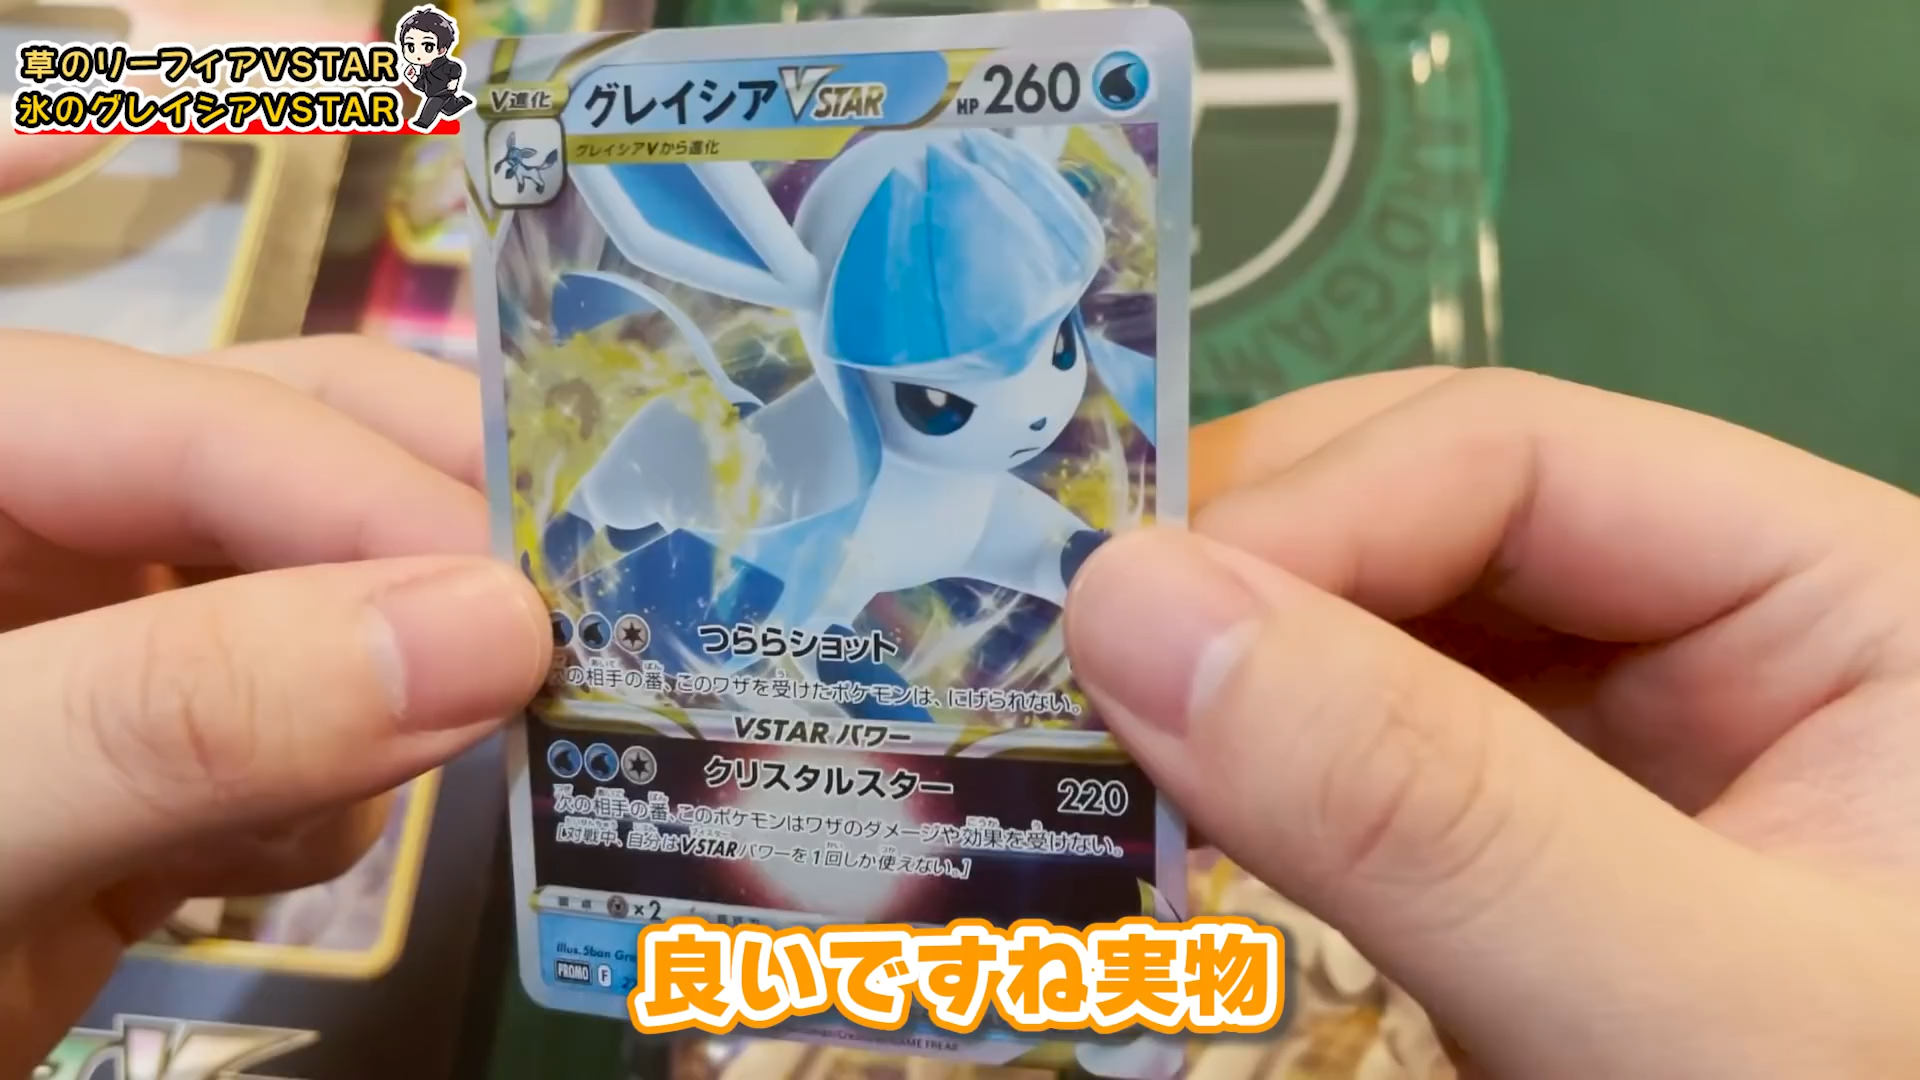 草のリーフィアVSTAR
氷のグレイシアVSTAR
V進化
グレイシアVSTAR
HP 260
グレイシアVから進化
つららショット
次の相手の番、このワザを受けたポケモンは、にげられない。
VSTARパワー
クリスタルスター 220
次の相手の番、このポケモンはワザのダメージや効果を受けない。
[対戦中、自分はVSTARパワーを1回しか使えない。]
×2
illus. 5ban Gra
PROMO F
GAME FREAK
良いですね実物